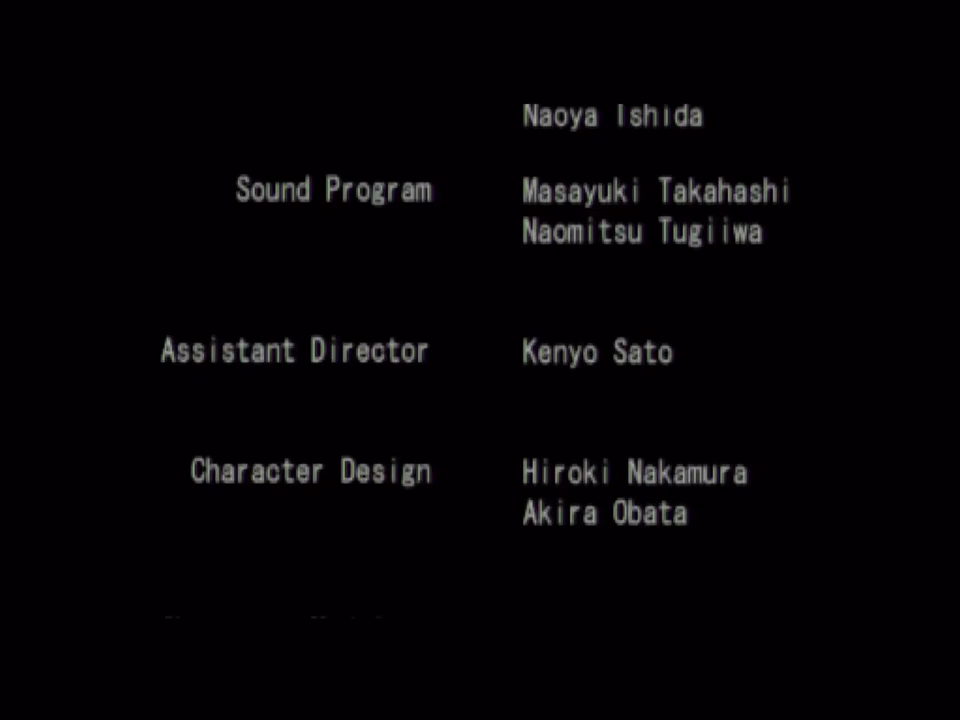 Naoya Ishida
Sound Program Masayuki Takahashi
Naomitsu Tugiiwa
Assistant Director Kenyo Sato
Character Design Hiroki Nakamura
Akira Obata